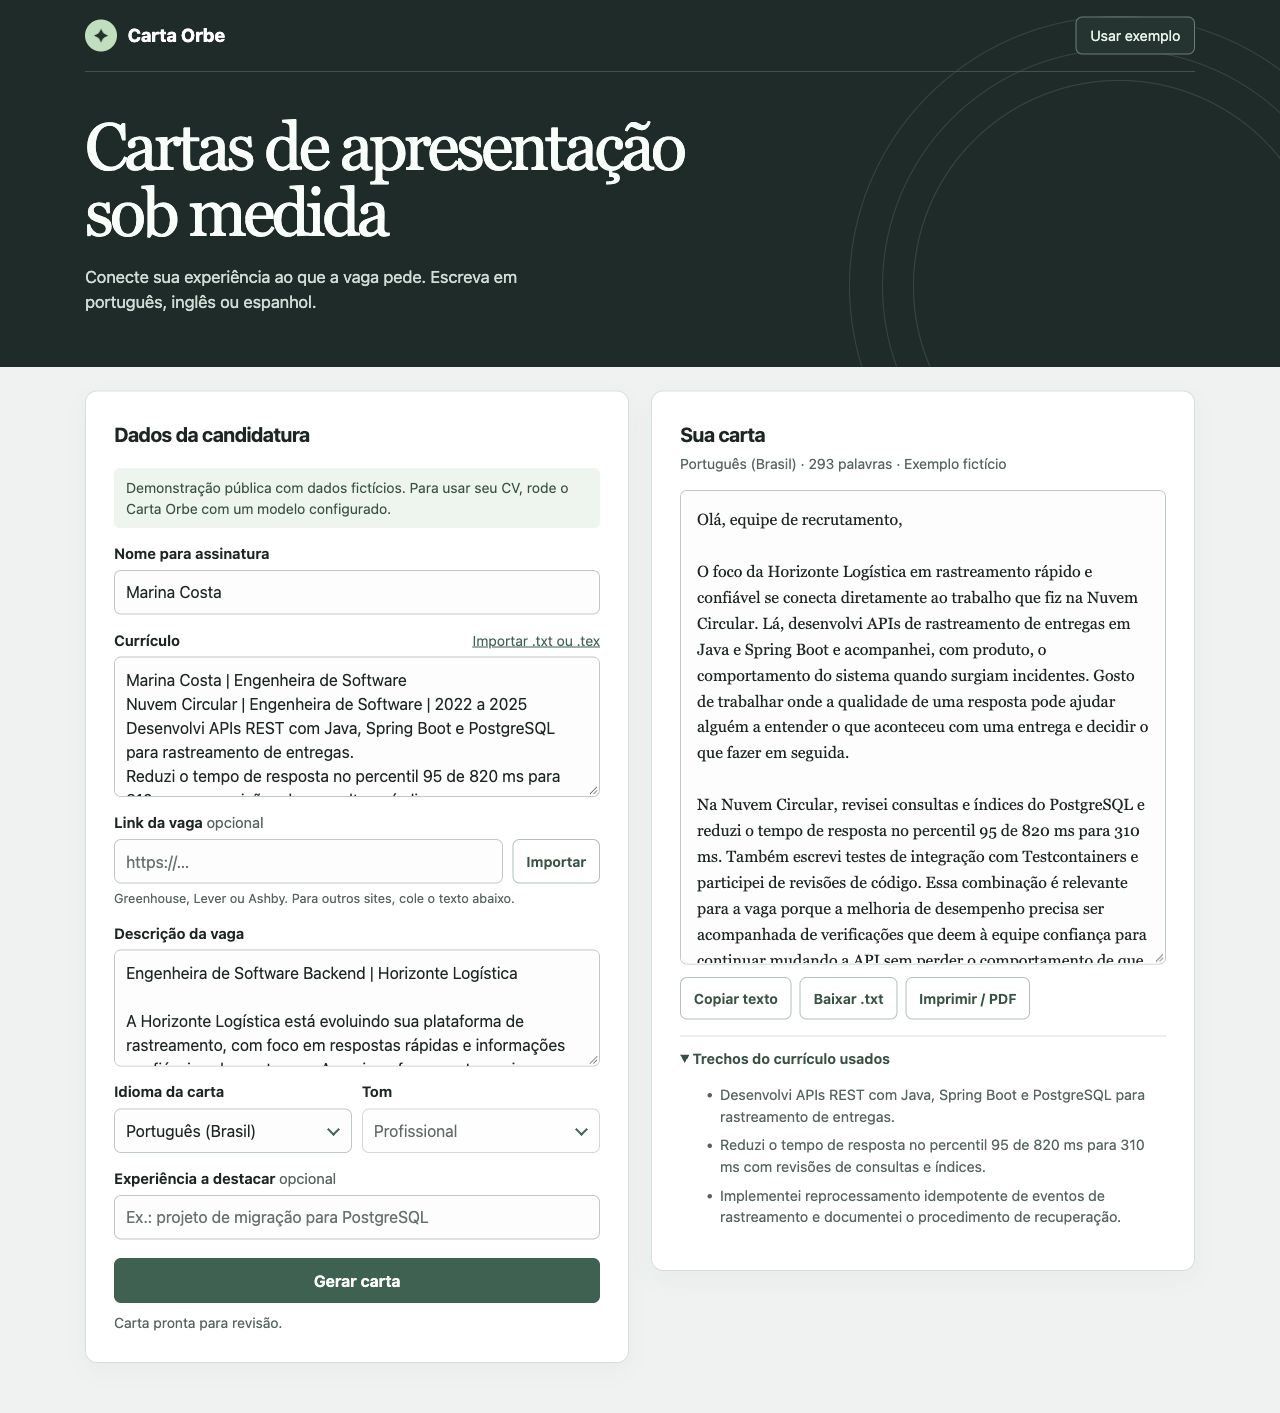 Carta Orbe
Usar exemplo
Cartas de apresentação
sob medida
Conecte sua experiência ao que a vaga pede. Escreva em
português, inglês ou espanhol.
Dados da candidatura
Demonstração pública com dados fictícios. Para usar seu CV, rode o
Carta Orbe com um modelo configurado.
Nome para assinatura
Marina Costa
Currículo
Importar .txt ou .tex
Marina Costa | Engenheira de Software
Nuvem Circular | Engenheira de Software | 2022 a 2025
Desenvolvi APIs REST com Java, Spring Boot e PostgreSQL
para rastreamento de entregas.
Reduzi o tempo de resposta no percentil 95 de 820 ms para
Link da vaga opcional
https://...
Importar
Greenhouse, Lever ou Ashby. Para outros sites, cole o texto abaixo.
Descrição da vaga
Engenheira de Software Backend | Horizonte Logística
A Horizonte Logística está evoluindo sua plataforma de
rastreamento, com foco em respostas rápidas e informações
Idioma da carta
Tom
Português (Brasil)
Profissional
Experiência a destacar opcional
Ex.: projeto de migração para PostgreSQL
Gerar carta
Carta pronta para revisão.
Sua carta
Português (Brasil) · 293 palavras · Exemplo fictício
Olá, equipe de recrutamento,
O foco da Horizonte Logística em rastreamento rápido e
confiável se conecta diretamente ao trabalho que fiz na Nuvem
Circular. Lá, desenvolvi APIs de rastreamento de entregas em
Java e Spring Boot e acompanhei, com produto, o
comportamento do sistema quando surgiam incidentes. Gosto
de trabalhar onde a qualidade de uma resposta pode ajudar
alguém a entender o que aconteceu com uma entrega e decidir o
que fazer em seguida.
Na Nuvem Circular, revisei consultas e índices do PostgreSQL e
reduzi o tempo de resposta no percentil 95 de 820 ms para 310
ms. Também escrevi testes de integração com Testcontainers e
participei de revisões de código. Essa combinação é relevante
para a vaga porque a melhoria de desempenho precisa ser
acompanhada de verificações que deem à equipe confiança para
continuar mudando a API sem perder o comportamento de que
Copiar texto
Baixar .txt
Imprimir / PDF
▼ Trechos do currículo usados
• Desenvolvi APIs REST com Java, Spring Boot e PostgreSQL para
rastreamento de entregas.
• Reduzi o tempo de resposta no percentil 95 de 820 ms para 310
ms com revisões de consultas e índices.
• Implementei reprocessamento idempotente de eventos de
rastreamento e documentei o procedimento de recuperação.